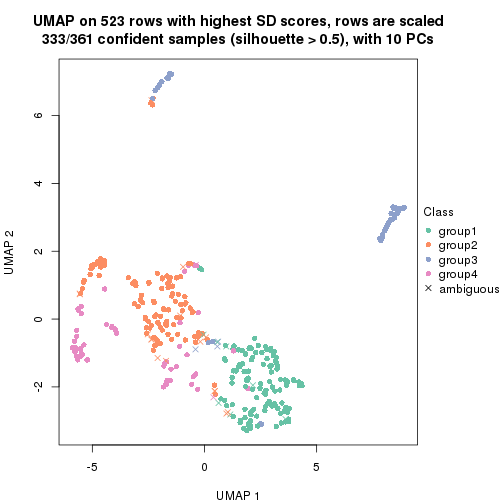 UMAP on 523 rows with highest SD scores, rows are scaled
333/361 confident samples (silhouette > 0.5), with 10 PCs
6
4
2
0
-2
UMAP 2
-5
0
5
UMAP 1
Class
group1
group2
group3
group4
ambiguous